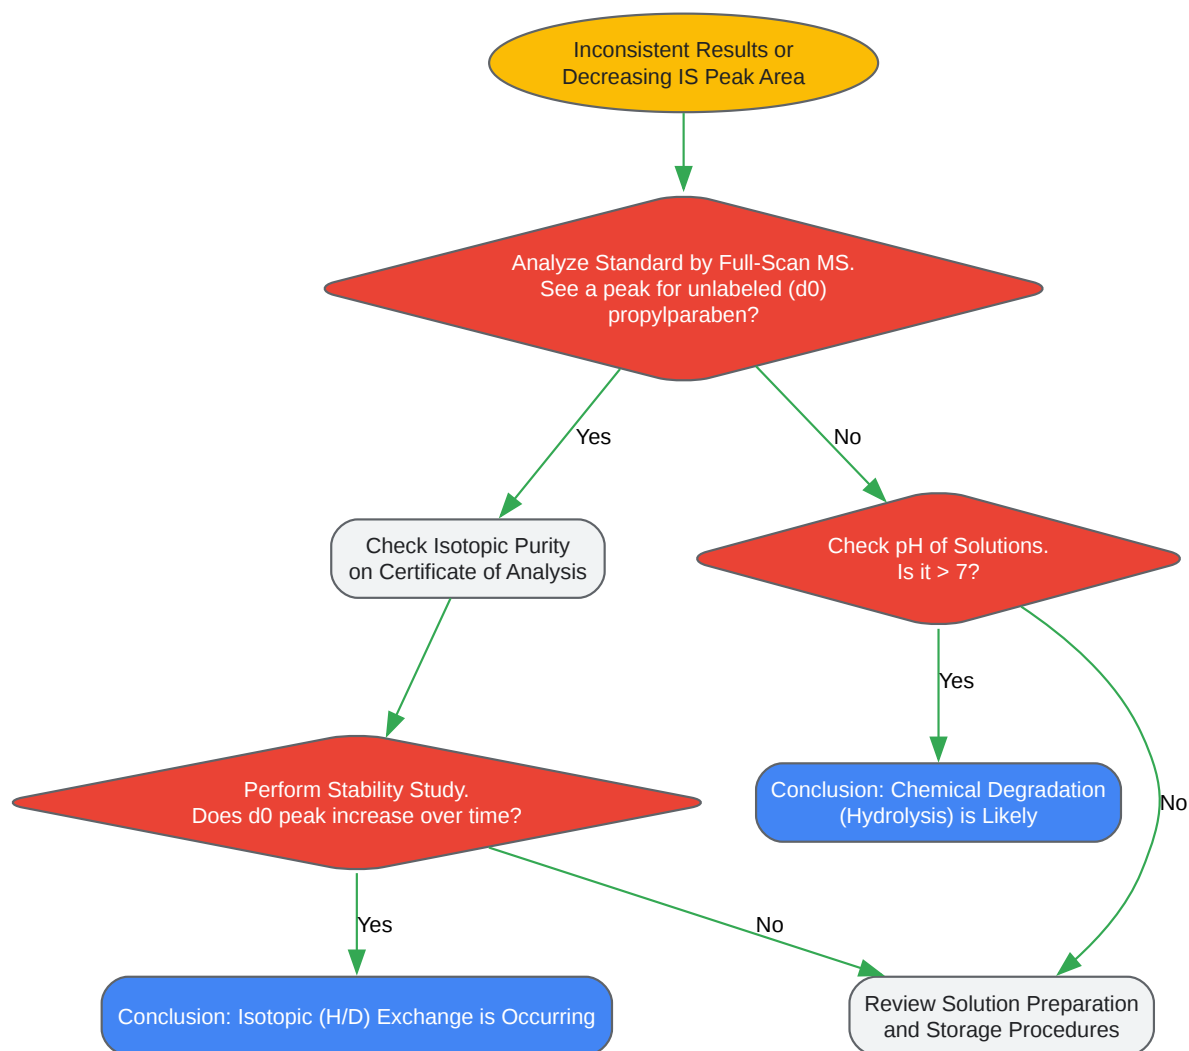 Inconsistent Results or
Decreasing IS Peak Area
Analyze Standard by Full-Scan MS.
See a peak for unlabeled (d0)
propylparaben?
Yes
No
Check Isotopic Purity
on Certificate of Analysis
Check pH of Solutions.
Is it > 7?
Yes
No
Perform Stability Study.
Does d0 peak increase over time?
Conclusion: Chemical Degradation
(Hydrolysis) is Likely
Yes
No
Conclusion: Isotopic (H/D) Exchange is Occurring
Review Solution Preparation
and Storage Procedures